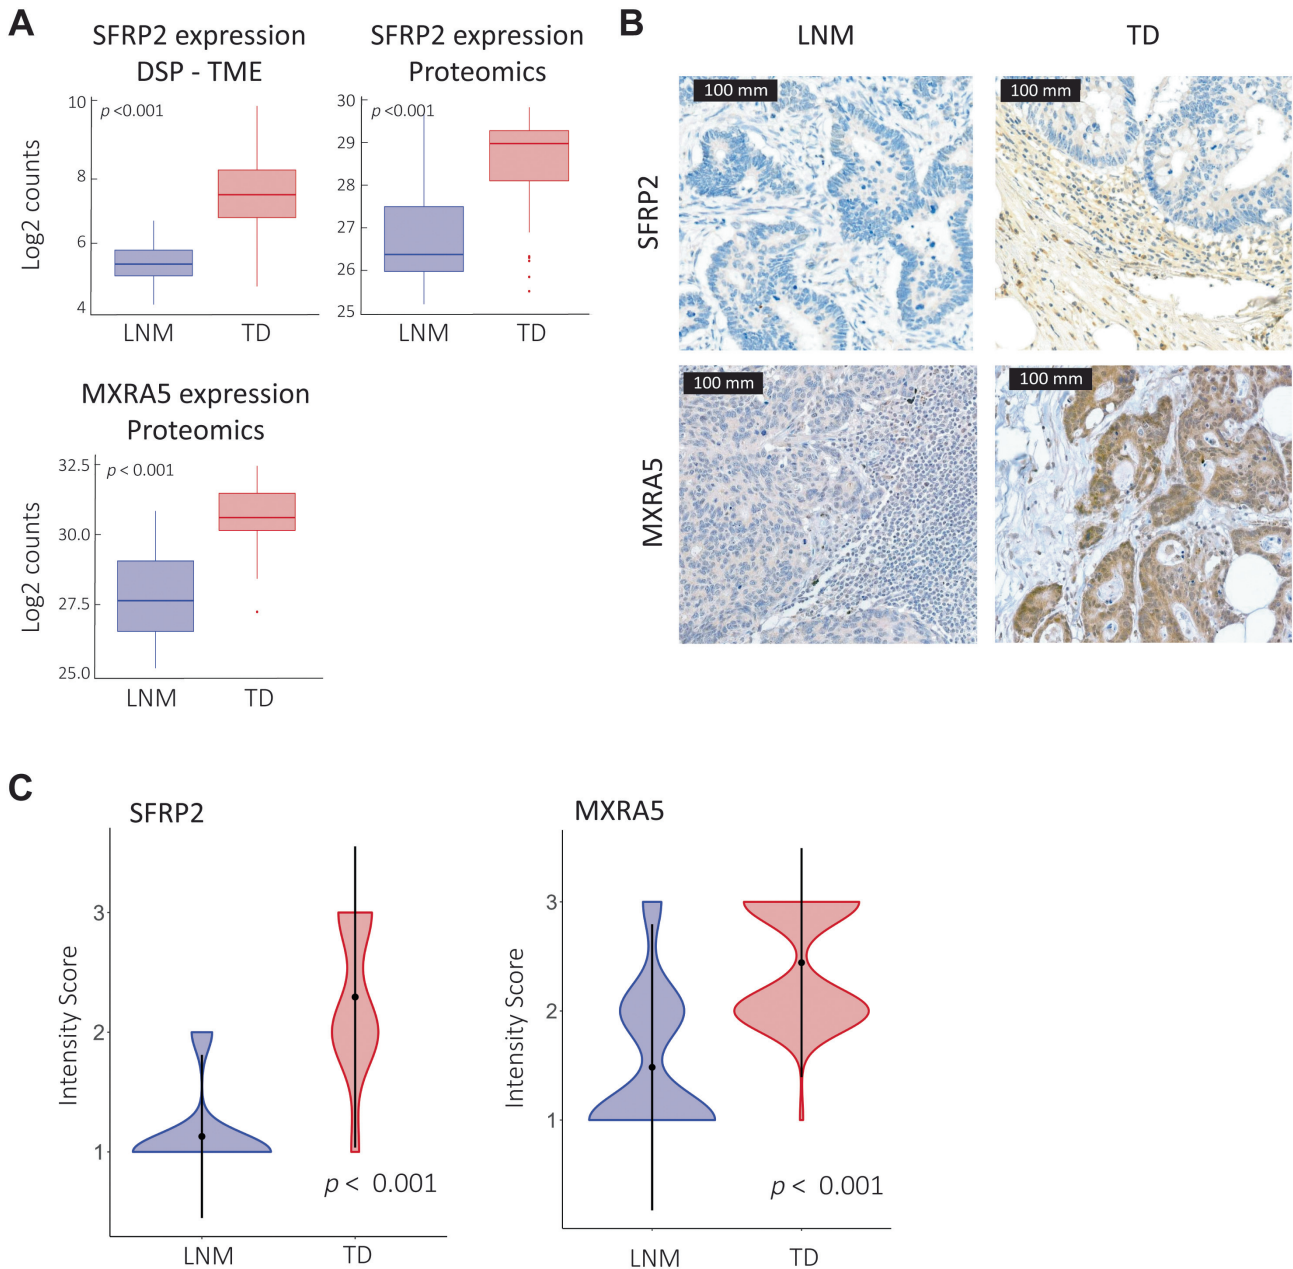 A
SFRP2 expression
DSP - TME
p <0.001
Log2 counts
10
8
6
4
LNM
TD
SFRP2 expression
Proteomics
p <0.001
30
29
28
27
26
25
LNM
TD
MXRA5 expression
Proteomics
p < 0.001
Log2 counts
32.5
30.0
27.5
25.0
LNM
TD
B
LNM
TD
SFRP2
100 mm
100 mm
MXRA5
100 mm
100 mm
C
SFRP2
Intensity Score
3
2
1
p < 0.001
LNM
TD
MXRA5
Intensity Score
3
2
1
p < 0.001
LNM
TD